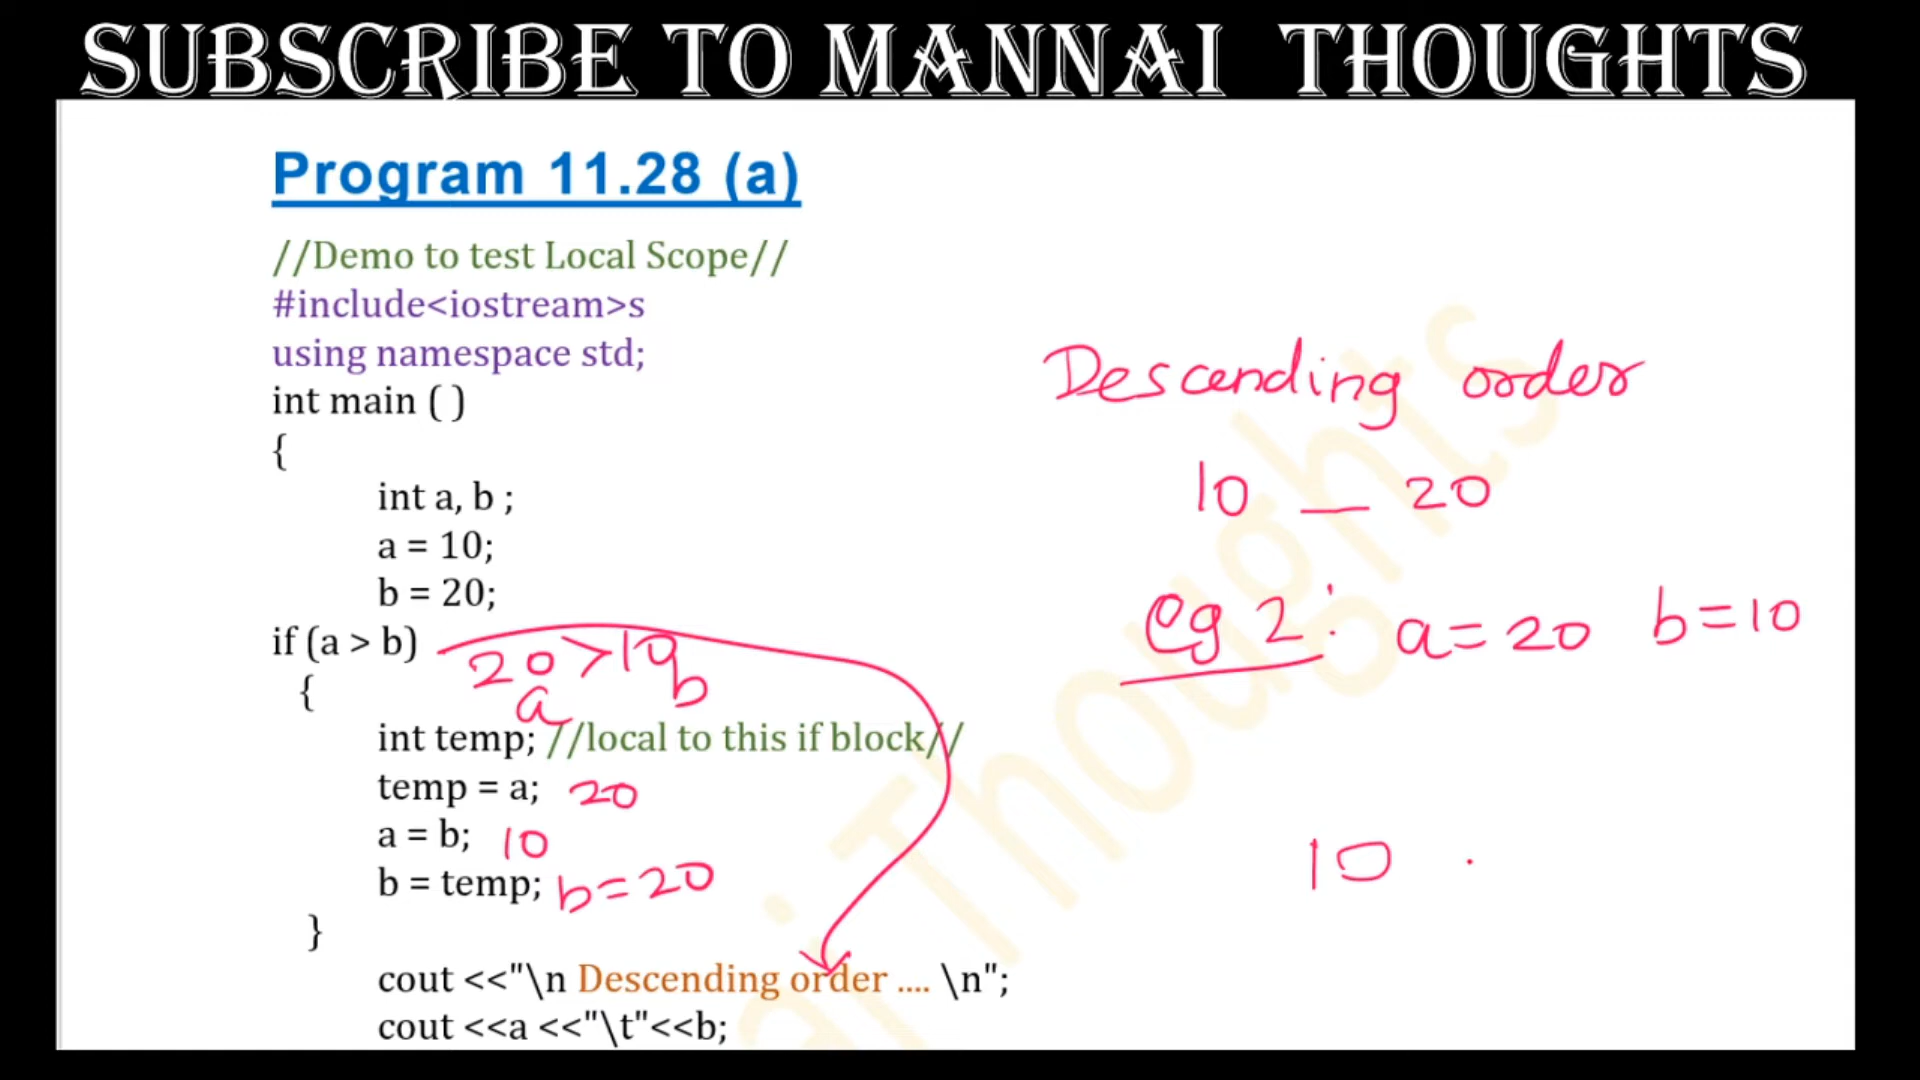 SUBSCRIBE TO MANNAI THOUGHTS
Program 11.28 (a)
//Demo to test Local Scope//
#include<iostream>s
using namespace std;
int main ( )
{
int a, b ;
a = 10;
b = 20;
if (a > b)
20 > 10
a b
{
int temp; //local to this if block//
temp = a; 20
a = b; 10
b = temp; b=20
}
cout <<"\n Descending order .... \n";
cout <<a <<"\t"<<b;
Descending order
10 — 20
eg 2: a=20 b=10
10 .
ai Thoughts